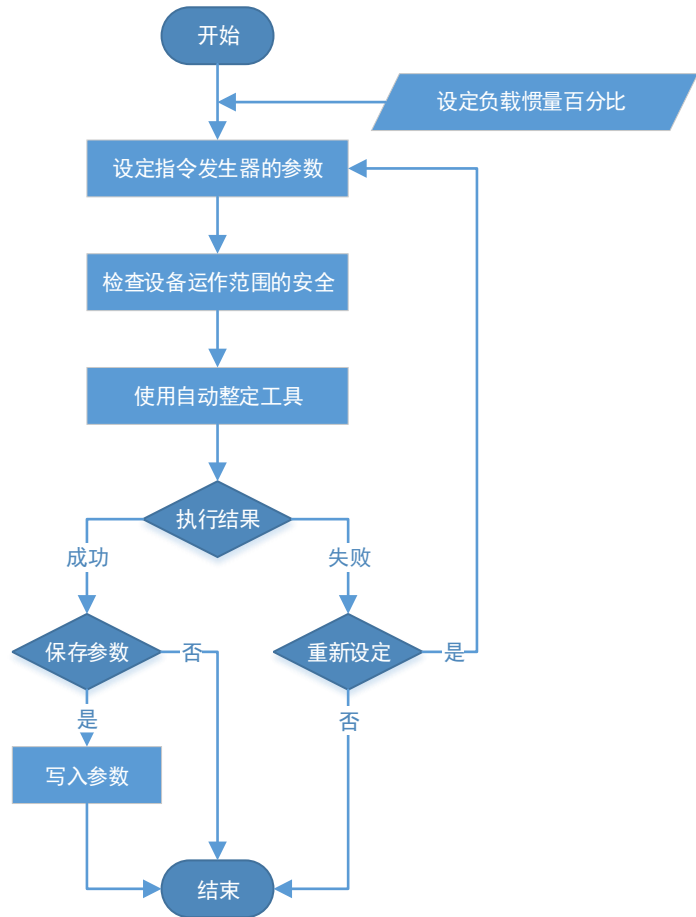 开始
设定负载惯量百分比
设定指令发生器的参数
检查设备运作范围的安全
使用自动整定工具
执行结果
成功
失败
保存参数
否
重新设定
是
是
否
写入参数
结束